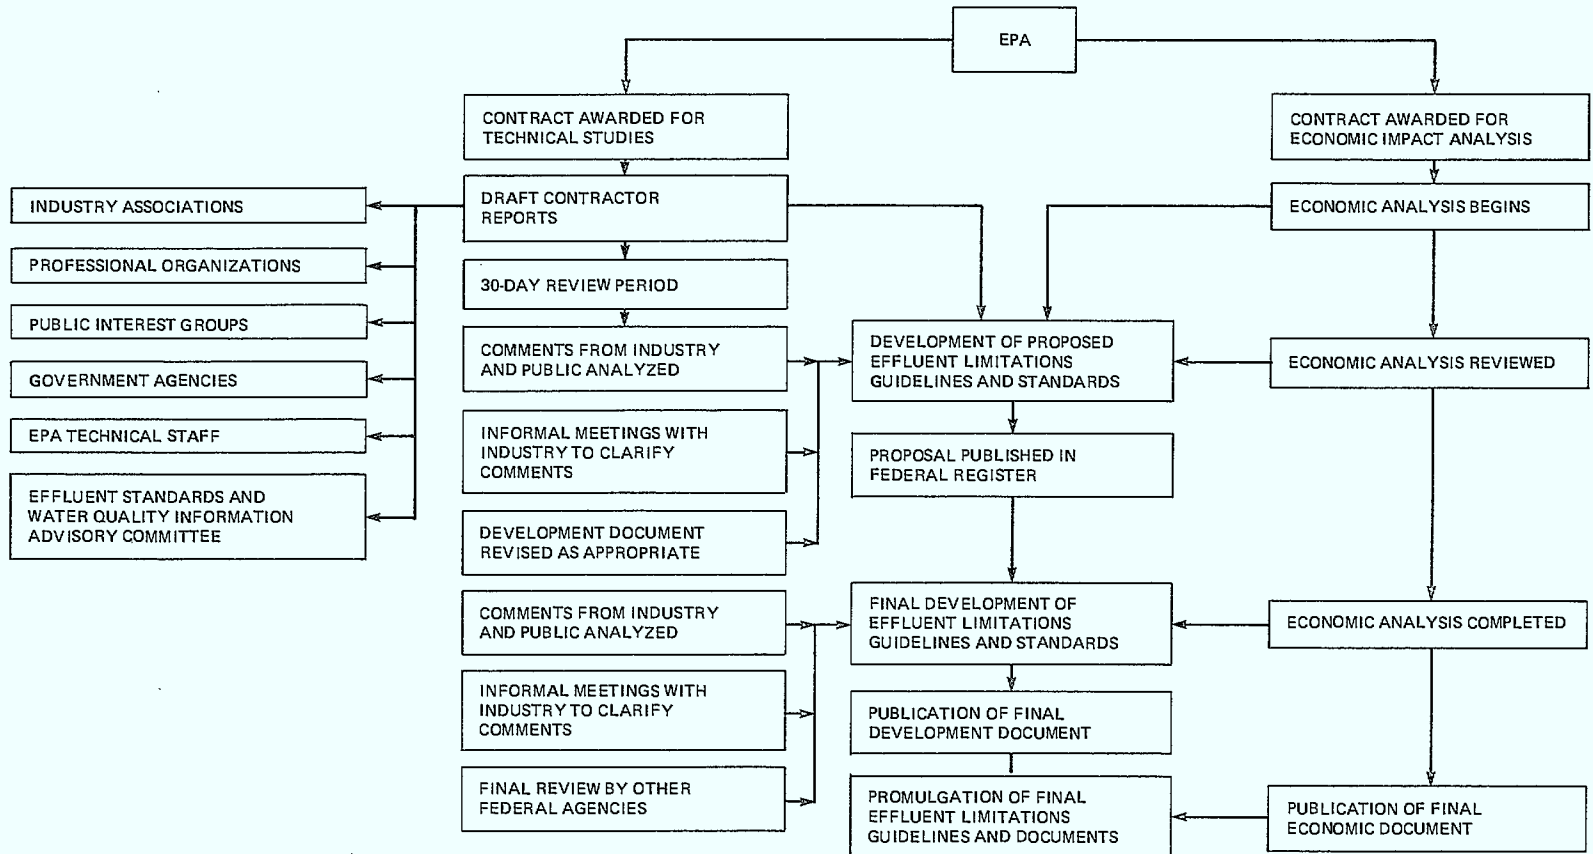 EPA
CONTRACT AWARDED FOR
TECHNICAL STUDIES
CONTRACT AWARDED FOR
ECONOMIC IMPACT ANALYSIS
INDUSTRY ASSOCIATIONS
PROFESSIONAL ORGANIZATIONS
PUBLIC INTEREST GROUPS
GOVERNMENT AGENCIES
EPA TECHNICAL STAFF
EFFLUENT STANDARDS AND
WATER QUALITY INFORMATION
ADVISORY COMMITTEE
DRAFT CONTRACTOR
REPORTS
30-DAY REVIEW PERIOD
COMMENTS FROM INDUSTRY
AND PUBLIC ANALYZED
INFORMAL MEETINGS WITH
INDUSTRY TO CLARIFY
COMMENTS
DEVELOPMENT DOCUMENT
REVISED AS APPROPRIATE
COMMENTS FROM INDUSTRY
AND PUBLIC ANALYZED
INFORMAL MEETINGS WITH
INDUSTRY TO CLARIFY
COMMENTS
FINAL REVIEW BY OTHER
FEDERAL AGENCIES
DEVELOPMENT OF PROPOSED
EFFLUENT LIMITATIONS
GUIDELINES AND STANDARDS
PROPOSAL PUBLISHED IN
FEDERAL REGISTER
FINAL DEVELOPMENT OF
EFFLUENT LIMITATIONS
GUIDELINES AND STANDARDS
PUBLICATION OF FINAL
DEVELOPMENT DOCUMENT
PROMULGATION OF FINAL
EFFLUENT LIMITATIONS
GUIDELINES AND DOCUMENTS
ECONOMIC ANALYSIS BEGINS
ECONOMIC ANALYSIS REVIEWED
ECONOMIC ANALYSIS COMPLETED
PUBLICATION OF FINAL
ECONOMIC DOCUMENT